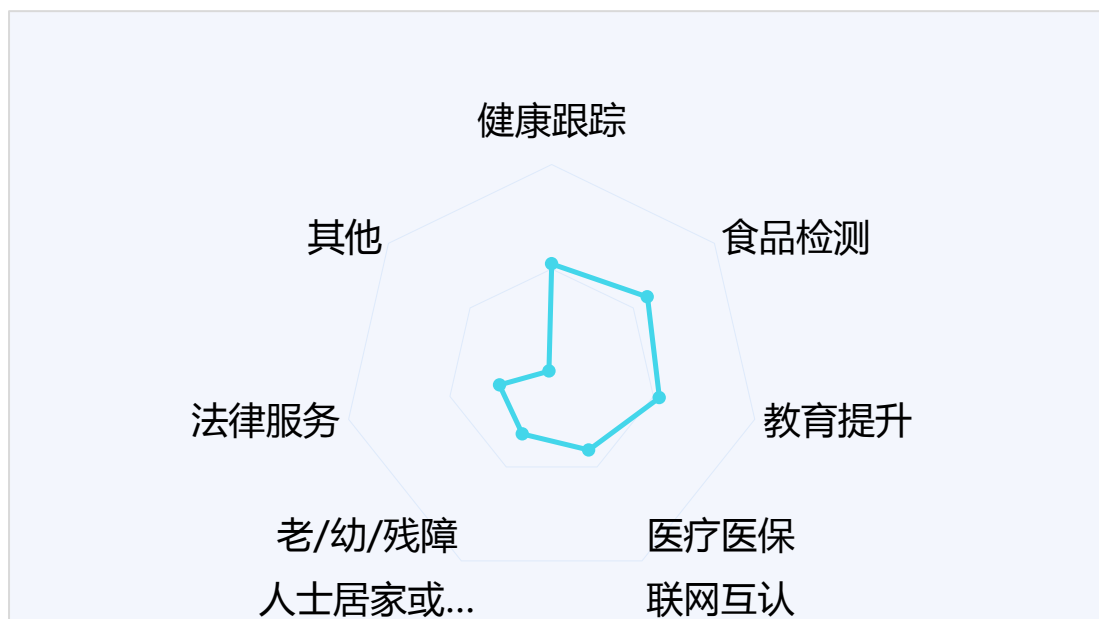 健康跟踪
其他
食品检测
法律服务
教育提升
老/幼/残障
人士居家或...
医疗医保
联网互认